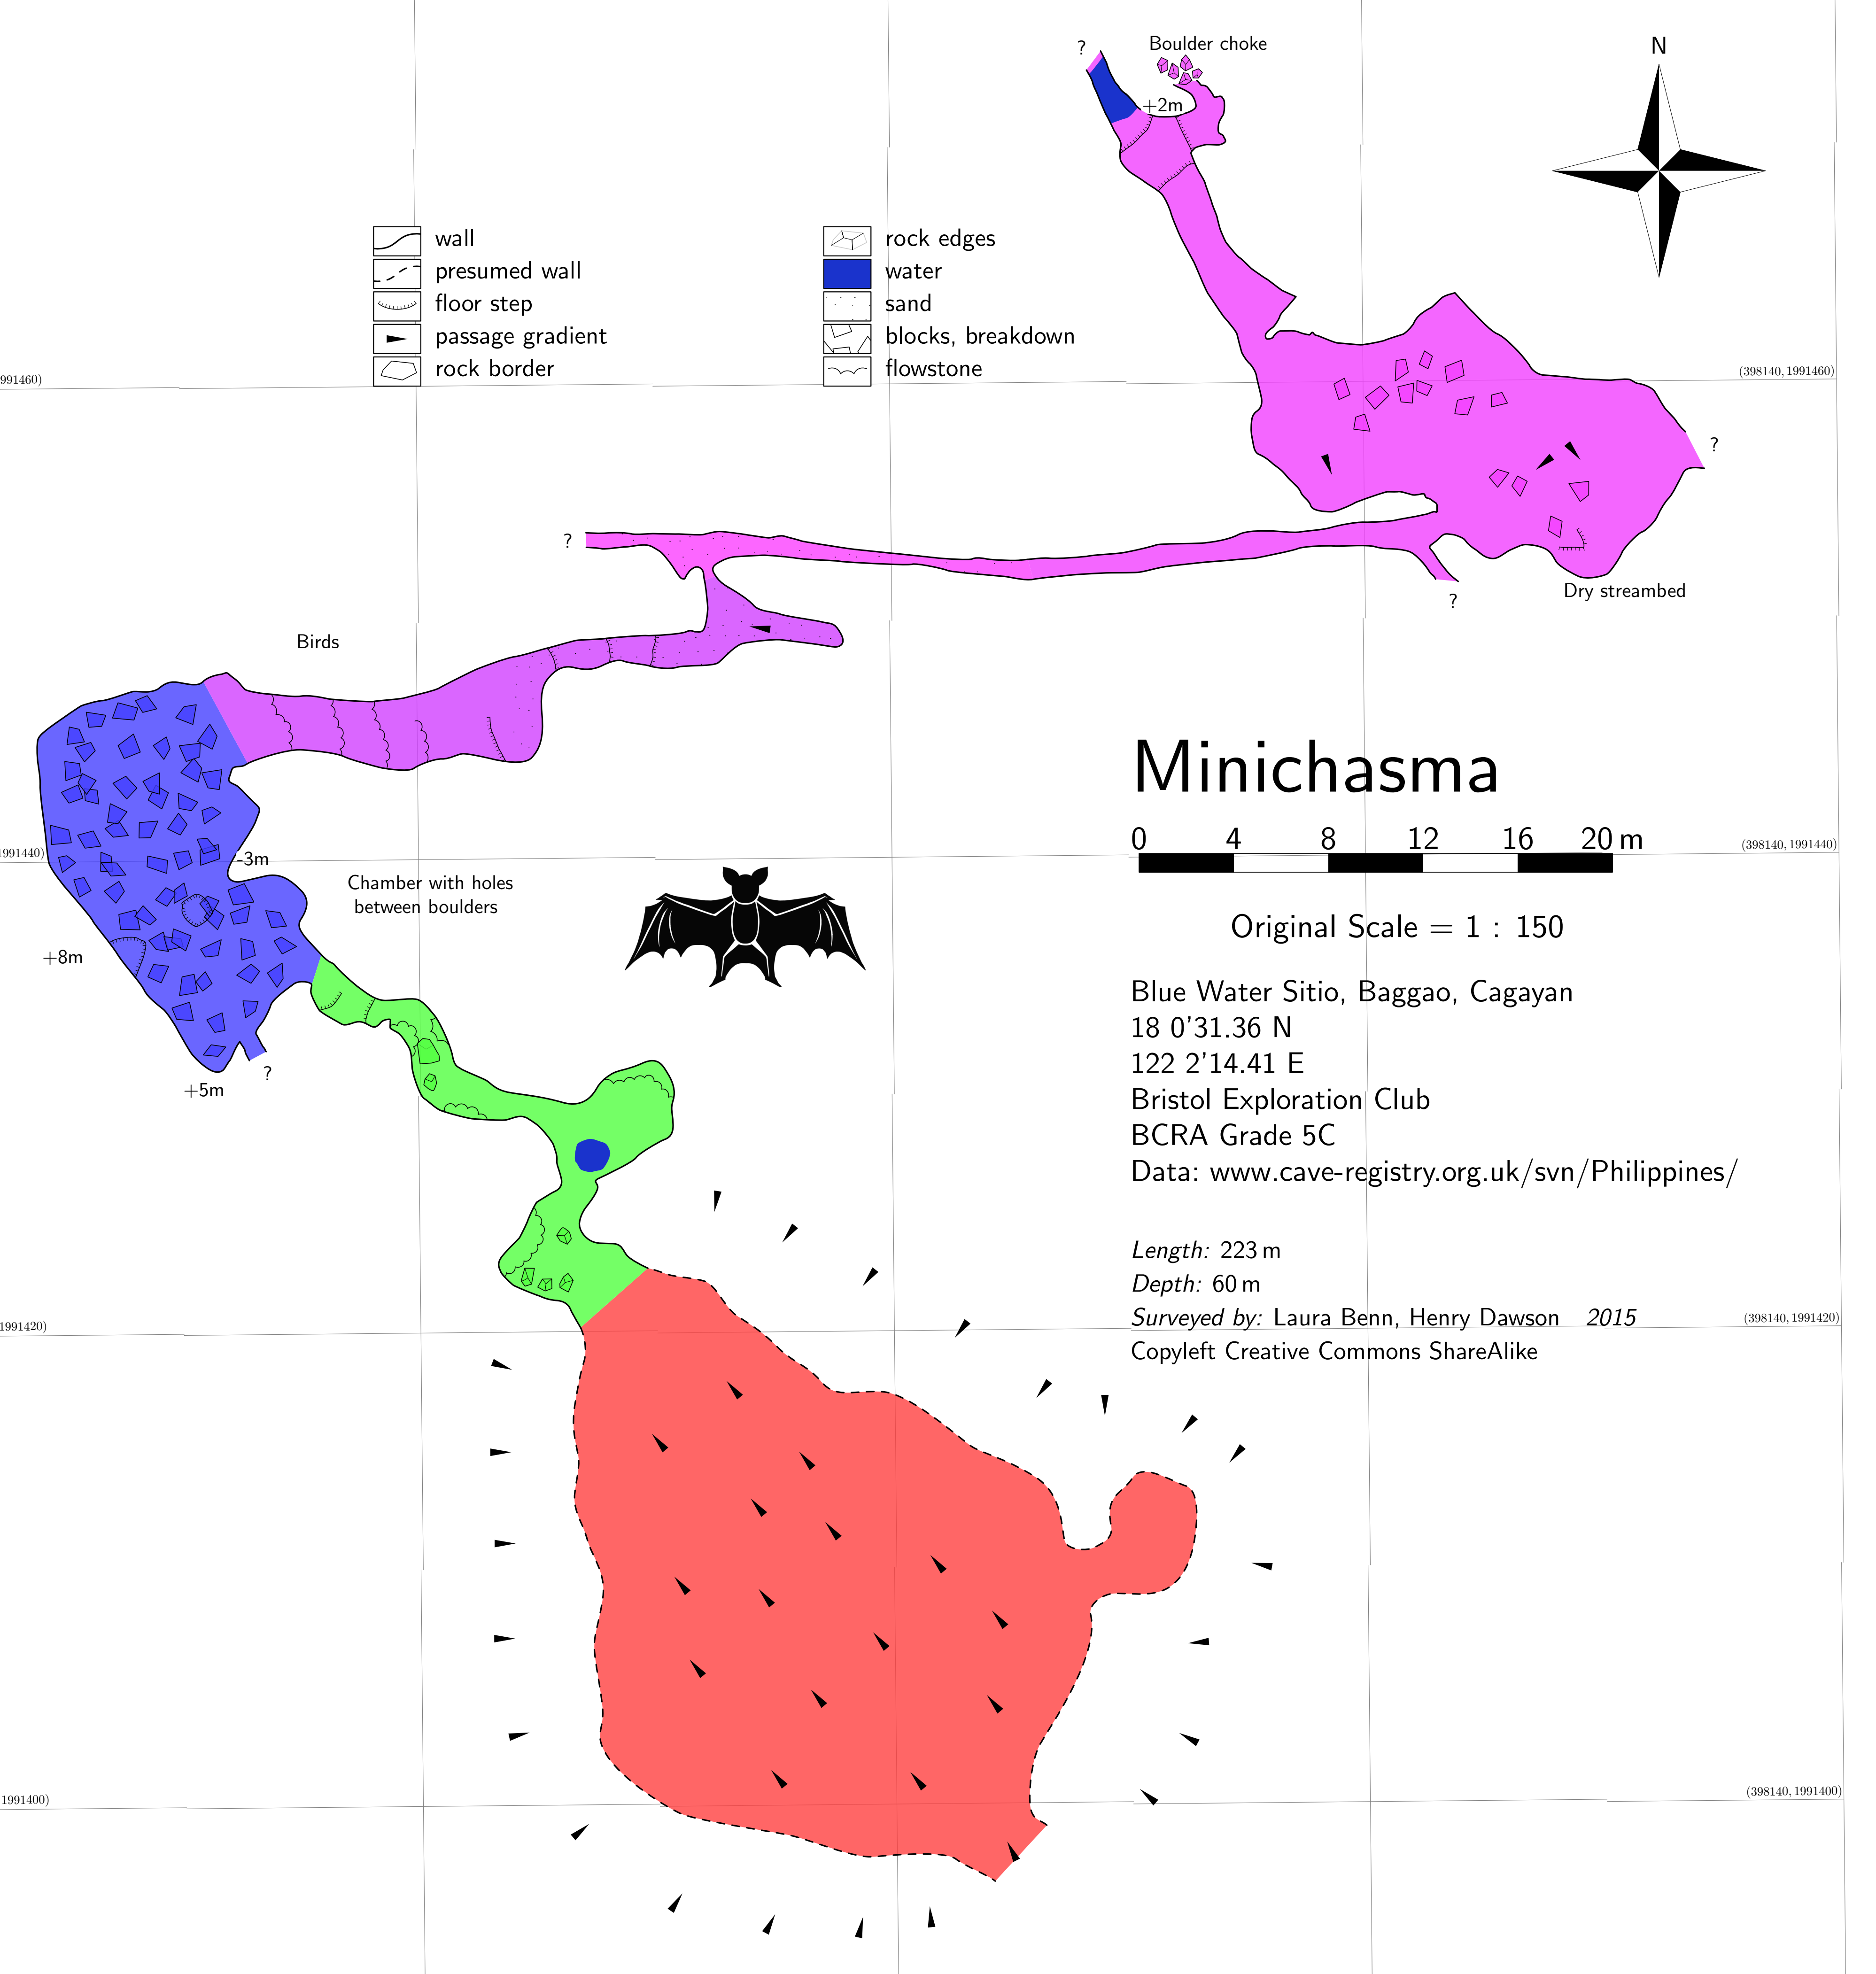 ?
Boulder choke
N
+2m
wall
presumed wall
floor step
passage gradient
rock border
rock edges
water
sand
blocks, breakdown
flowstone
991460)
(398140, 1991460)
?
?
?
Dry streambed
Birds
Minichasma
0 4 8 12 16 20 m
1991440)
(398140, 1991440)
-3m
Chamber with holes
between boulders
Original Scale = 1 : 150
+8m
+5m
?
Blue Water Sitio, Baggao, Cagayan
18 0'31.36 N
122 2'14.41 E
Bristol Exploration Club
BCRA Grade 5C
Data: www.cave-registry.org.uk/svn/Philippines/
Length: 223 m
Depth: 60 m
Surveyed by: Laura Benn, Henry Dawson 2015
Copyleft Creative Commons ShareAlike
1991420)
(398140, 1991420)
1991400)
(398140, 1991400)